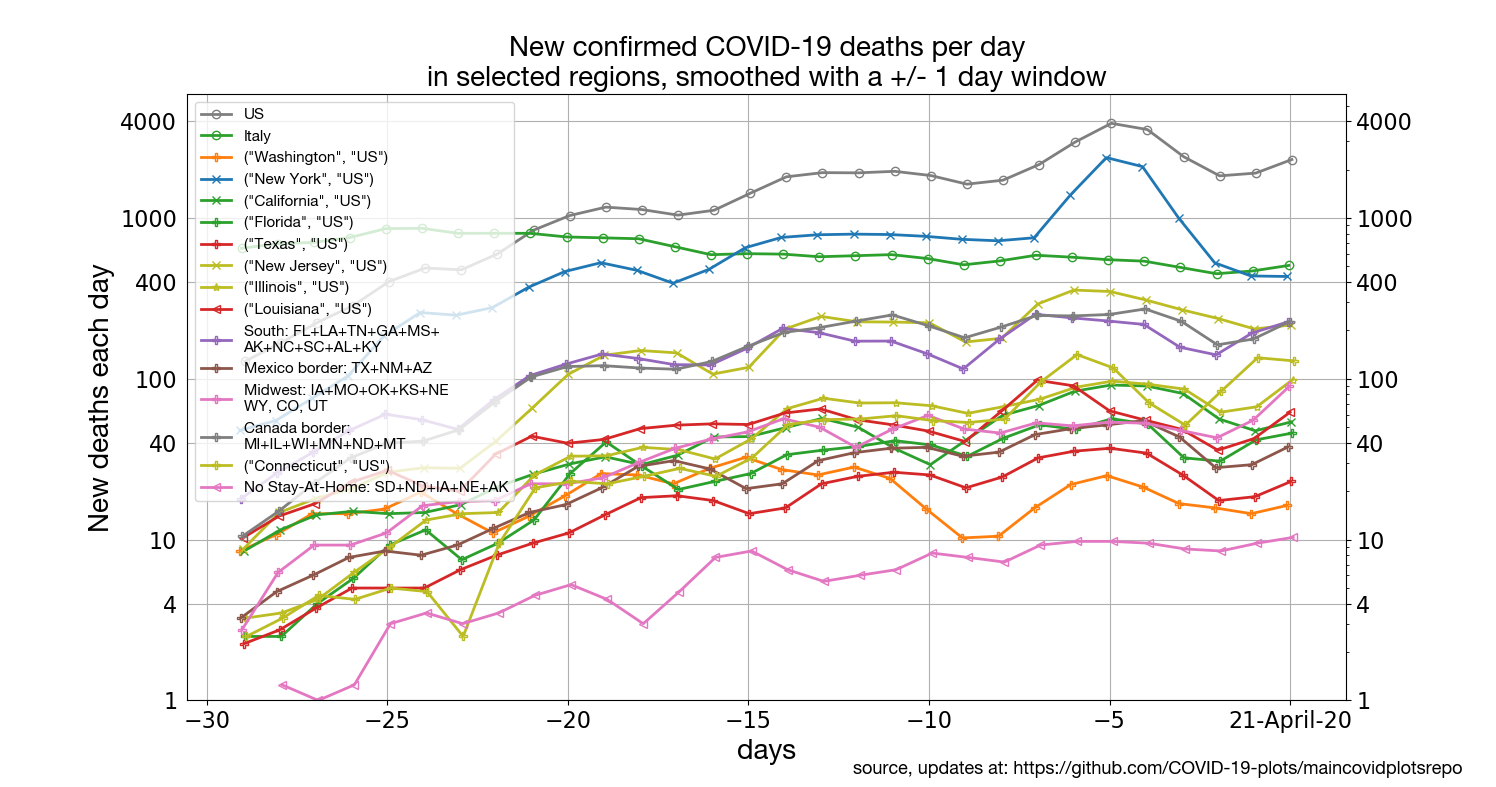 New confirmed COVID-19 deaths per day
in selected regions, smoothed with a +/- 1 day window
New deaths each day
4000
1000
400
100
40
10
4
1
US
Italy
("Washington", "US")
("New York", "US")
("California", "US")
("Florida", "US")
("Texas", "US")
("New Jersey", "US")
("Illinois", "US")
("Louisiana", "US")
South: FL+LA+TN+GA+MS+
AK+NC+SC+AL+KY
Mexico border: TX+NM+AZ
Midwest: IA+MO+OK+KS+NE
WY, CO, UT
Canada border:
MI+IL+WI+MN+ND+MT
("Connecticut", "US")
No Stay-At-Home: SD+ND+IA+NE+AK
4000
1000
400
100
40
10
4
1
−30
−25
−20
−15
−10
−5
21-April-20
days
source, updates at: https://github.com/COVID-19-plots/maincovidplotsrepo